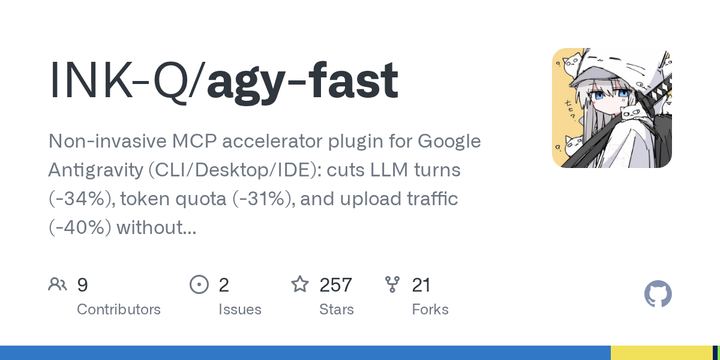 INK-Q/agy-fast
Non-invasive MCP accelerator plugin for Google
Antigravity (CLI/Desktop/IDE): cuts LLM turns
(-34%), token quota (-31%), and upload traffic
(-40%) without...
9
Contributors
2
Issues
257
Stars
21
Forks